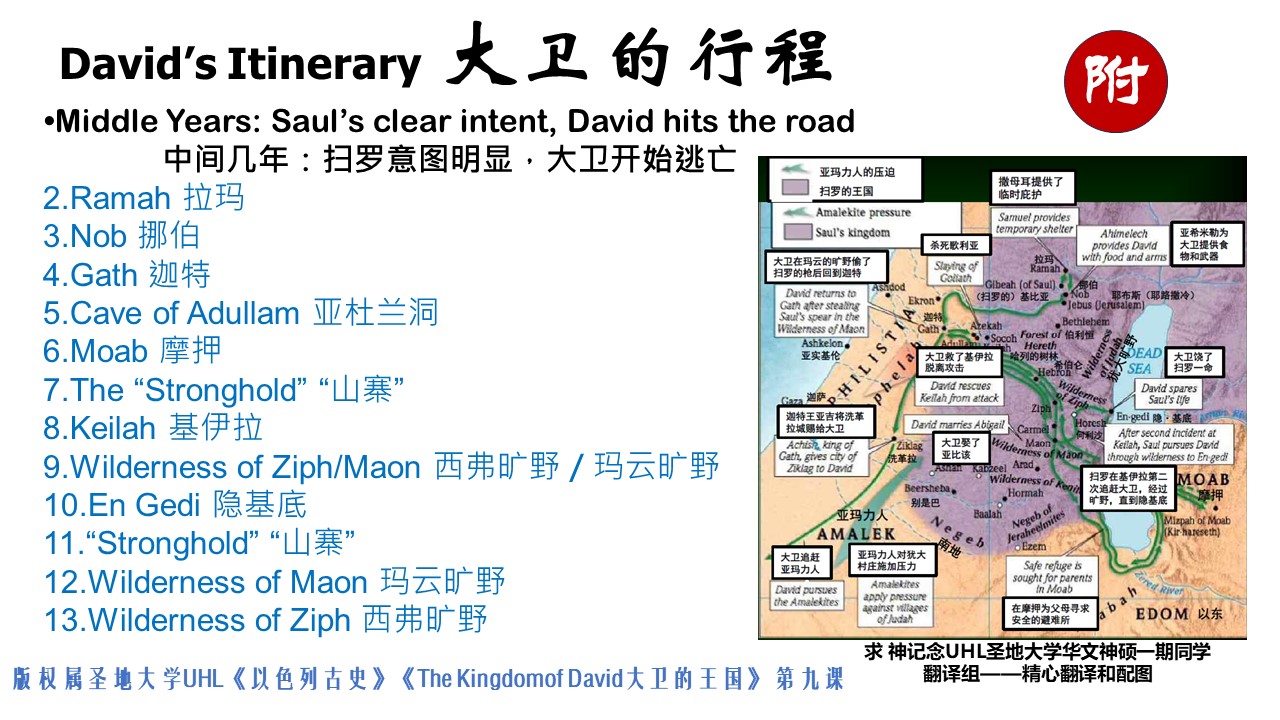 David’s Itinerary 大卫的行程
附
•Middle Years: Saul’s clear intent, David hits the road
中间几年：扫罗意图明显，大卫开始逃亡
2.Ramah 拉玛
3.Nob 挪伯
4.Gath 迦特
5.Cave of Adullam 亚杜兰洞
6.Moab 摩押
7.The “Stronghold” “山寨”
8.Keilah 基伊拉
9.Wilderness of Ziph/Maon 西弗旷野 / 玛云旷野
10.En Gedi 隐基底
11.“Stronghold” “山寨”
12.Wilderness of Maon 玛云旷野
13.Wilderness of Ziph 西弗旷野
亚玛力人的压迫
扫罗的王国
Amalekite pressure
Saul’s kingdom
撒母耳提供了
临时庇护
Samuel provides
temporary shelter
Ahimelech
provides David
with food and arms
亚希米勒为
大卫提供食
物和武器
杀死歌利亚
Slaying of
Goliath
大卫在玛云的旷野偷了
扫罗的枪后回到迦特
David returns to
Gath after stealing
Saul’s spear in the
Wilderness of Maon
拉玛
Ramah
Gibeah (of Saul)
（扫罗的）基比亚
挪伯
Nob
耶布斯（耶路撒冷）
Jebus (Jerusalem)
Ashdod
Ekron
迦特
Gath
Azekah
Socoh
Adullam
Bethlehem
伯利恒
Forest of
Hereth
哈列的树林
Ashkelon
亚实基伦
PHILISTIA
Shephelah
Wilderness
of Judah
犹大旷野
DEAD
SEA
大卫救了基伊拉
脱离攻击
David rescues
Keilah from attack
希伯仑
Hebron
大卫饶了
扫罗一命
David spares
Saul’s life
Gaza 迦萨
迦特王亚吉将洗革
拉城赐给大卫
Achish, king of
Gath, gives city of
Ziklag to David
David marries Abigail
大卫娶了
亚比该
Ziph
Wilderness
of Ziph
Horesh
何利沙
En-gedi 隐·基底
Carmel
Maon
Wilderness of Maon
After second incident at
Keilah, Saul pursues David
through wilderness to En-gedi
扫罗在基伊拉第二
次追赶大卫，经过
旷野，直到隐基底
Ziklag
洗革拉
Ashan
Kabzeel
Arad
Beersheba
别是巴
Hormah
Baalah
MOAB
摩押
Mizpah of Moab
(Kir-hareseth)
亚玛力人
AMALEK
Negeb
南地
Negeb of
Jerahmeelites
Ezem
大卫追赶
亚玛力人
David pursues
the Amalekites
亚玛力人对犹大
村庄施加压力
Amalekites
apply pressure
against villages
of Judah
Safe refuge is
sought for parents
in Moab
在摩押为父母寻求
安全的避难所
Zered River
EDOM 以东
求 神记念UHL圣地大学华文神硕一期同学
翻译组——精心翻译和配图
版权属圣地大学UHL《以色列古史》《The Kingdomof David大卫的王国》 第九课